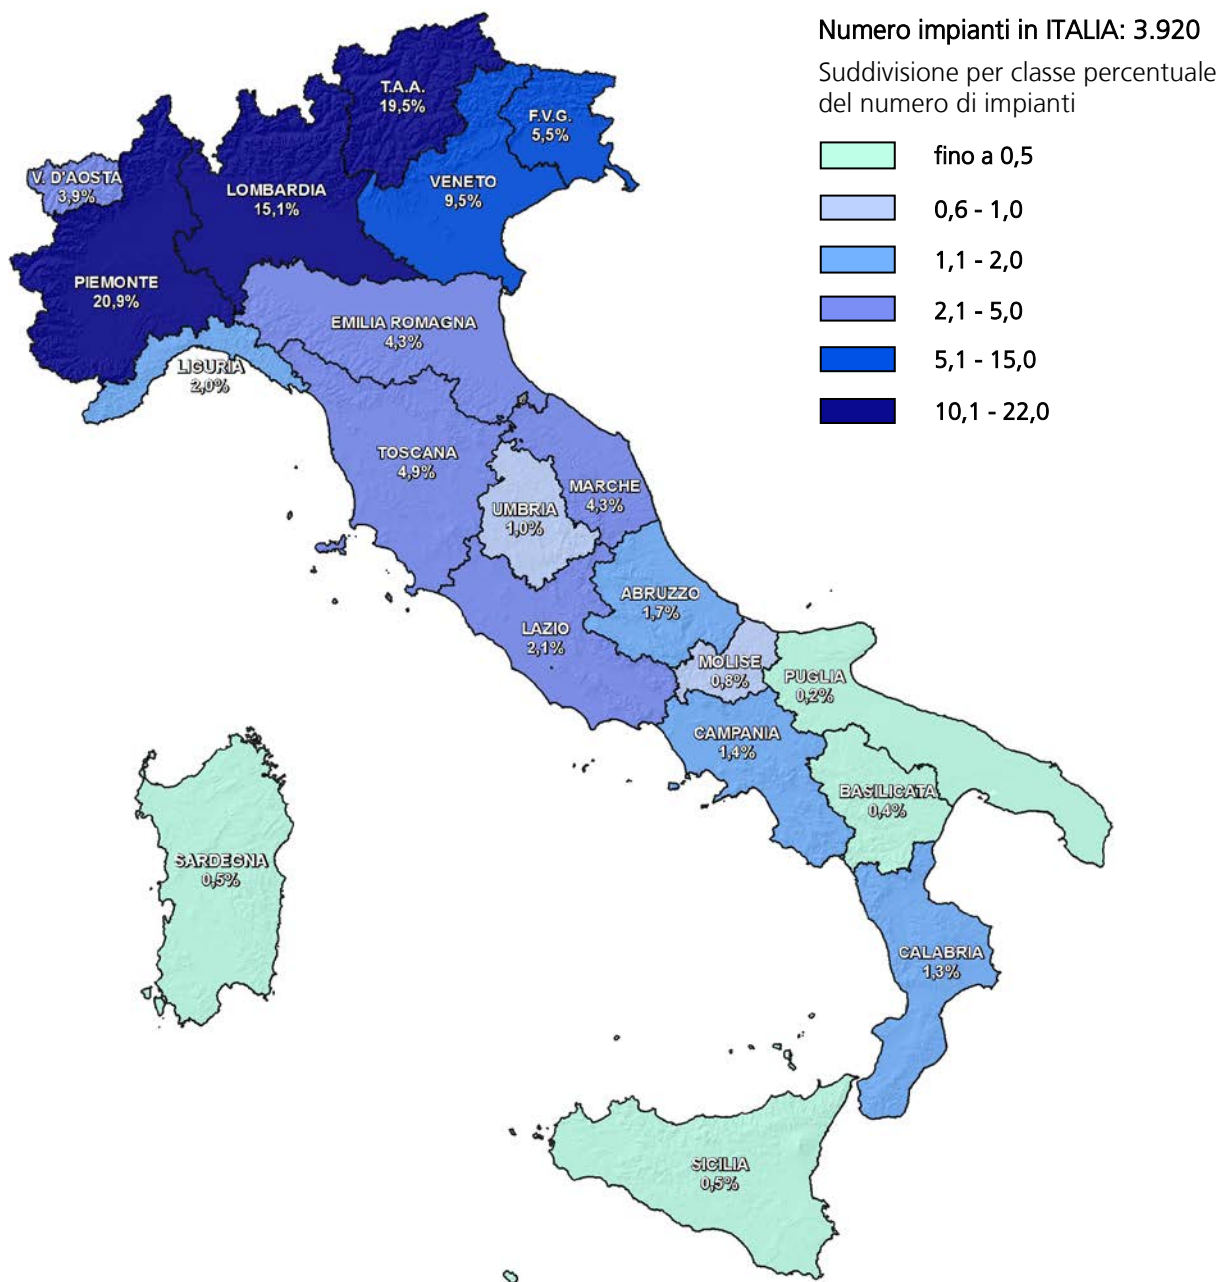 Numero impianti in ITALIA: 3.920
Suddivisione per classe percentuale
del numero di impianti
fino a 0,5
0,6 - 1,0
1,1 - 2,0
2,1 - 5,0
5,1 - 15,0
10,1 - 22,0
T.A.A.
19,5%
F.V.G.
5,5%
V. D'AOSTA
3,9%
LOMBARDIA
15,1%
VENETO
9,5%
PIEMONTE
20,9%
EMILIA ROMAGNA
4,3%
LIGURIA
2,0%
TOSCANA
4,9%
MARCHE
4,3%
UMBRIA
1,0%
ABRUZZO
1,7%
LAZIO
2,1%
MOLISE
0,8%
PUGLIA
0,2%
CAMPANIA
1,4%
BASILICATA
0,4%
SARDEGNA
0,5%
CALABRIA
1,3%
SICILIA
0,5%